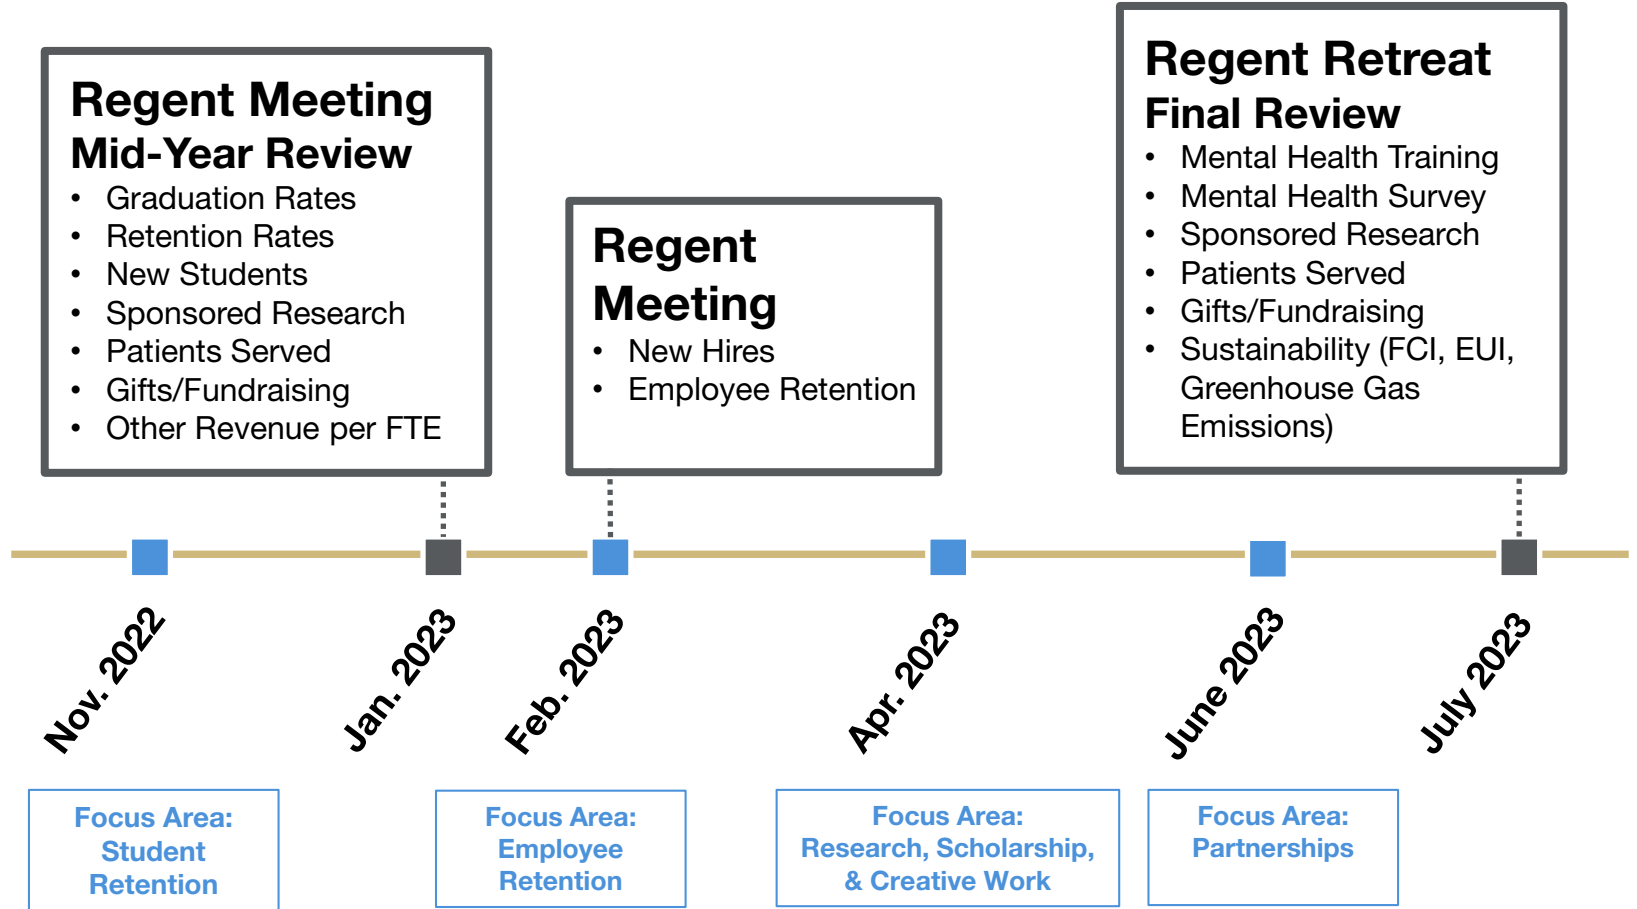 Regent Meeting
Mid-Year Review
• Graduation Rates
• Retention Rates
• New Students
• Sponsored Research
• Patients Served
• Gifts/Fundraising
• Other Revenue per FTE
Regent
Meeting
• New Hires
• Employee Retention
Regent Retreat
Final Review
• Mental Health Training
• Mental Health Survey
• Sponsored Research
• Patients Served
• Gifts/Fundraising
• Sustainability (FCI, EUI,
Greenhouse Gas
Emissions)
Nov. 2022
Jan. 2023
Feb. 2023
Apr. 2023
June 2023
July 2023
Focus Area:
Student
Retention
Focus Area:
Employee
Retention
Focus Area:
Research, Scholarship,
& Creative Work
Focus Area:
Partnerships